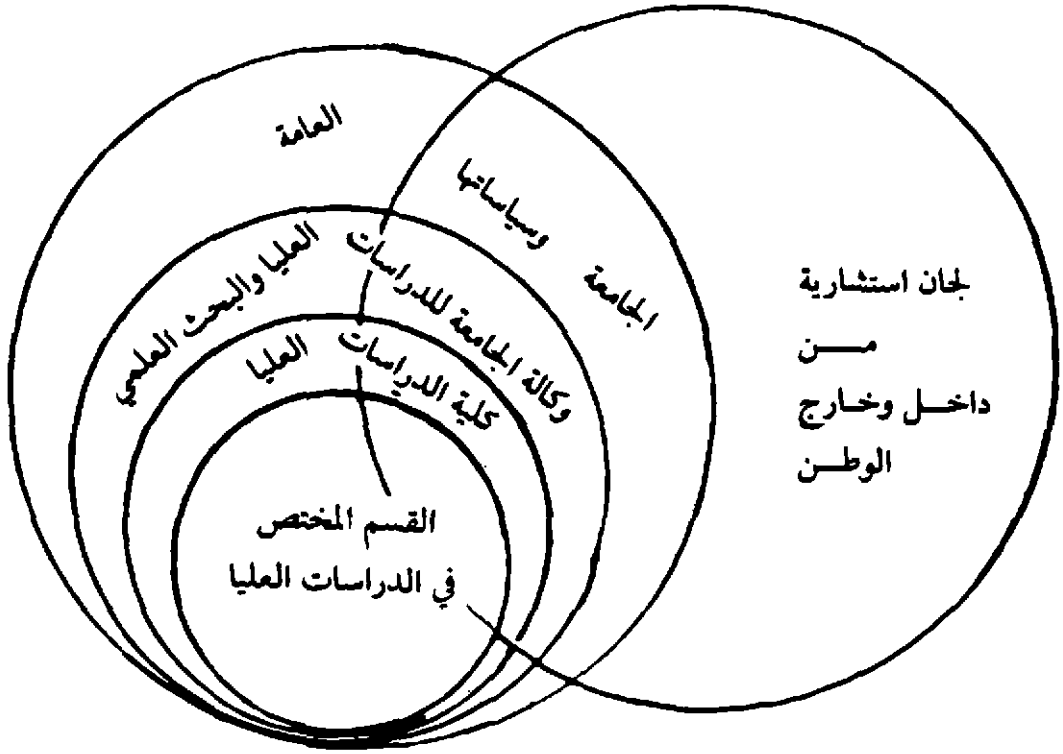 الجامعة وسياساتها العامة
وكالة الجامعة للدراسات العليا والبحث العلمي
كلية الدراسات العليا
القسم المختص
في الدراسات العليا
لجان استشارية
من
داخل وخارج
الوطن